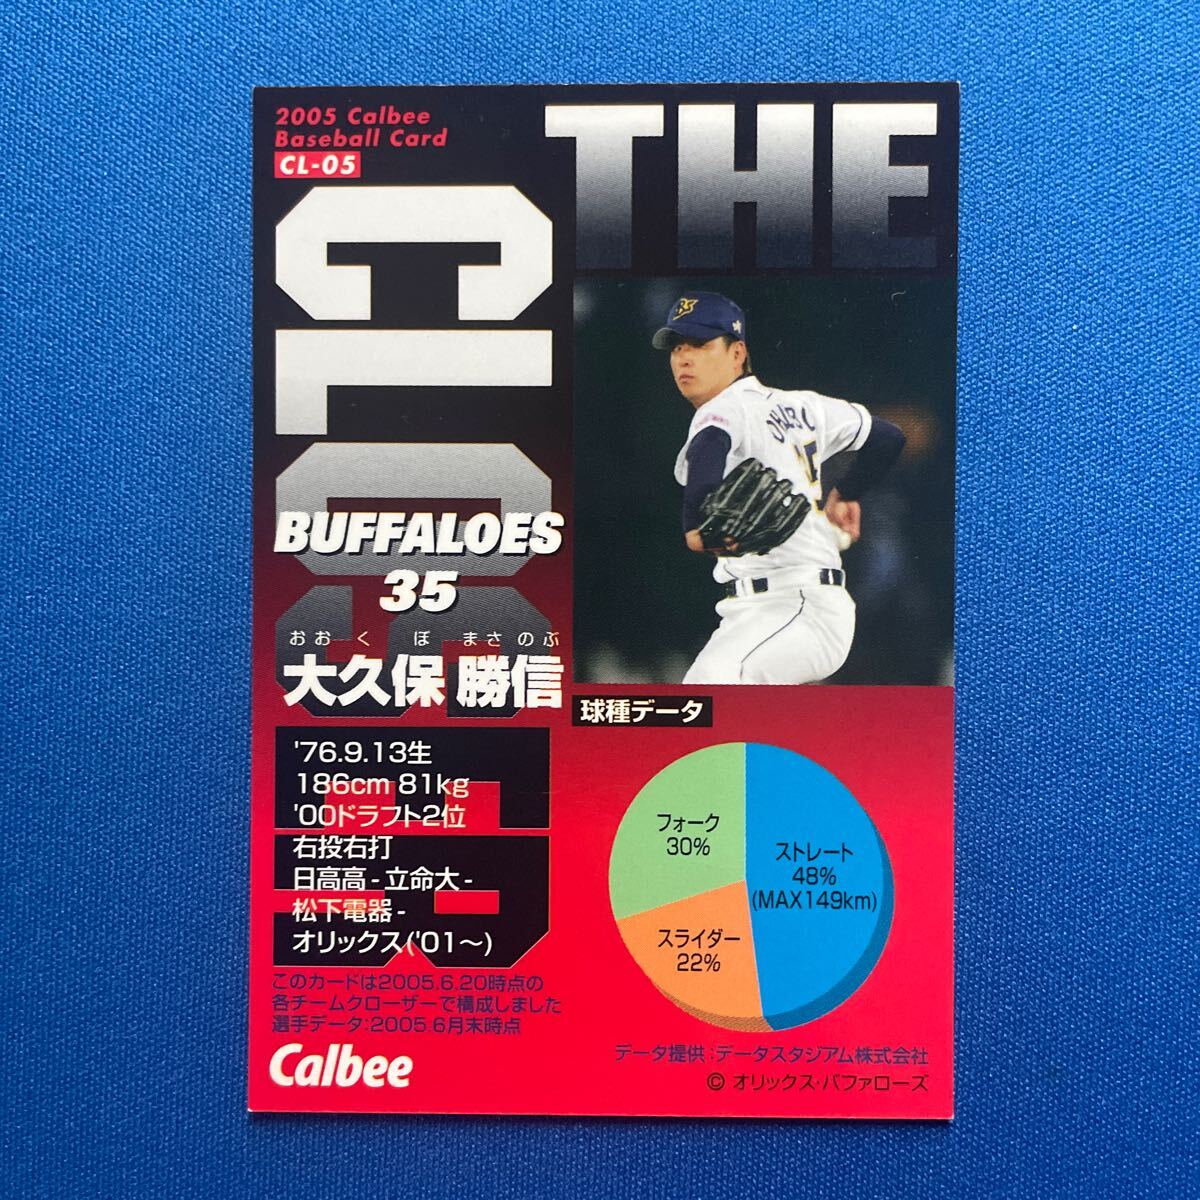 2005 Calbee
Baseball Card
CL-05
THE
CLOSER
BUFFALOES
35
おおくぼ まさのぶ
大久保 勝信
'76.9.13生
186cm 81kg
'00ドラフト2位
右投右打
日高高-立命大-
松下電器-
オリックス('01〜)
このカードは2005.6.20時点の
各チームクローザーで構成しました
選手データ:2005.6月末時点
Calbee
Bs
OHKUBO
球種データ
フォーク
30%
ストレート
48%
(MAX149km)
スライダー
22%
データ提供:データスタジアム株式会社
© オリックス・バファローズ